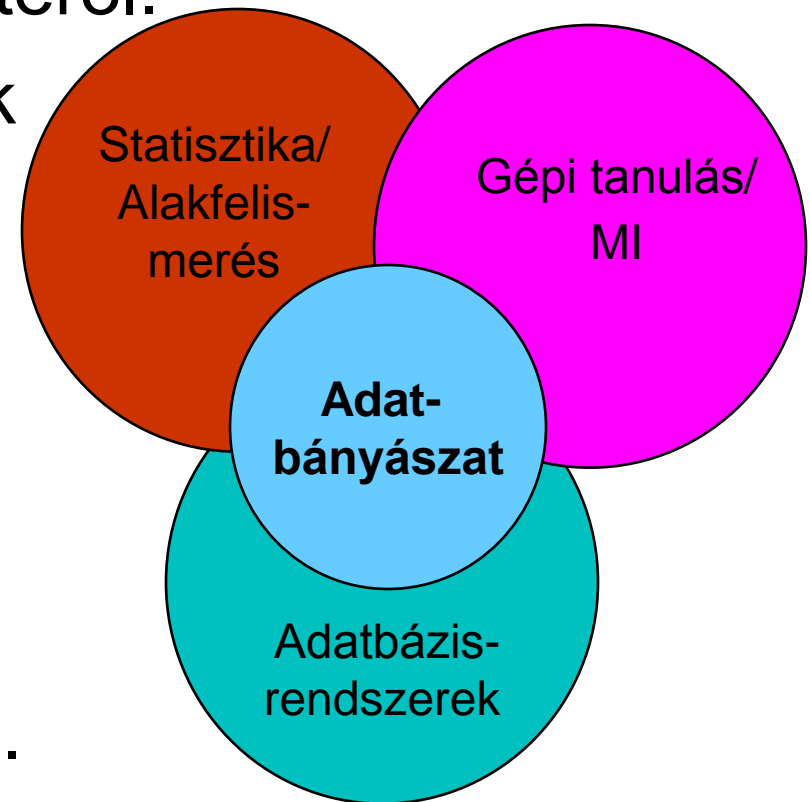 Statisztika/
Alakfelis-
merés
Gépi tanulás/
MI
Adat-
bányászat
Adatbázis-
rendszerek
.